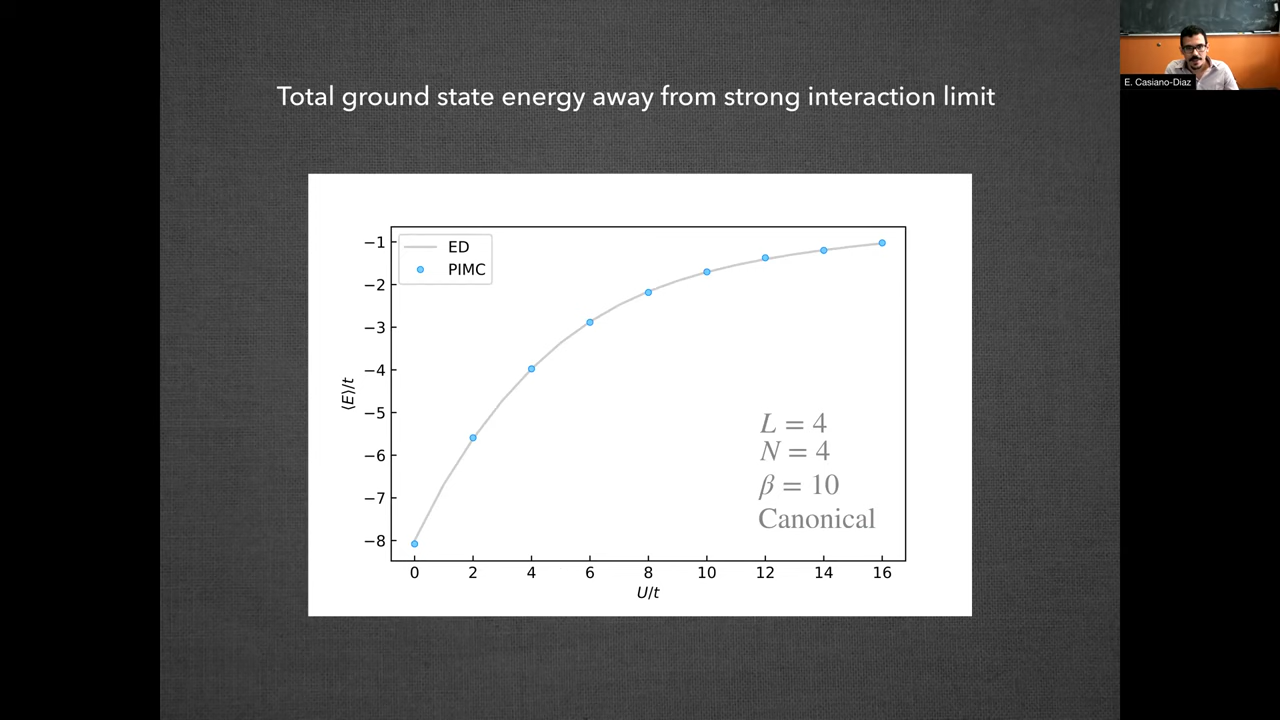 Total ground state energy away from strong interaction limit
E. Casiano-Diaz
ED
PIMC
−1
−2
−3
−4
−5
−6
−7
−8
⟨E⟩/t
L = 4
N = 4
β = 10
Canonical
0 2 4 6 8 10 12 14 16
U/t